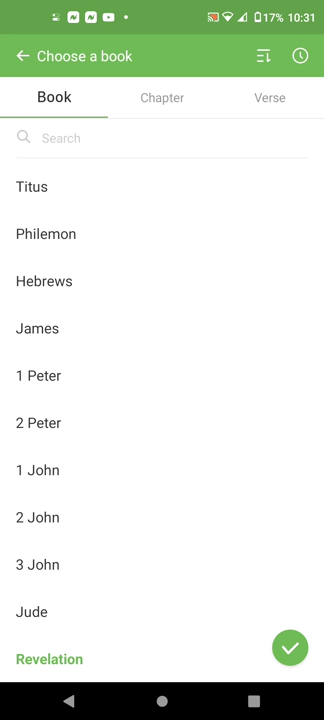 17% 10:31
Choose a book
Book Chapter Verse
Search
Titus
Philemon
Hebrews
James
1 Peter
2 Peter
1 John
2 John
3 John
Jude
Revelation